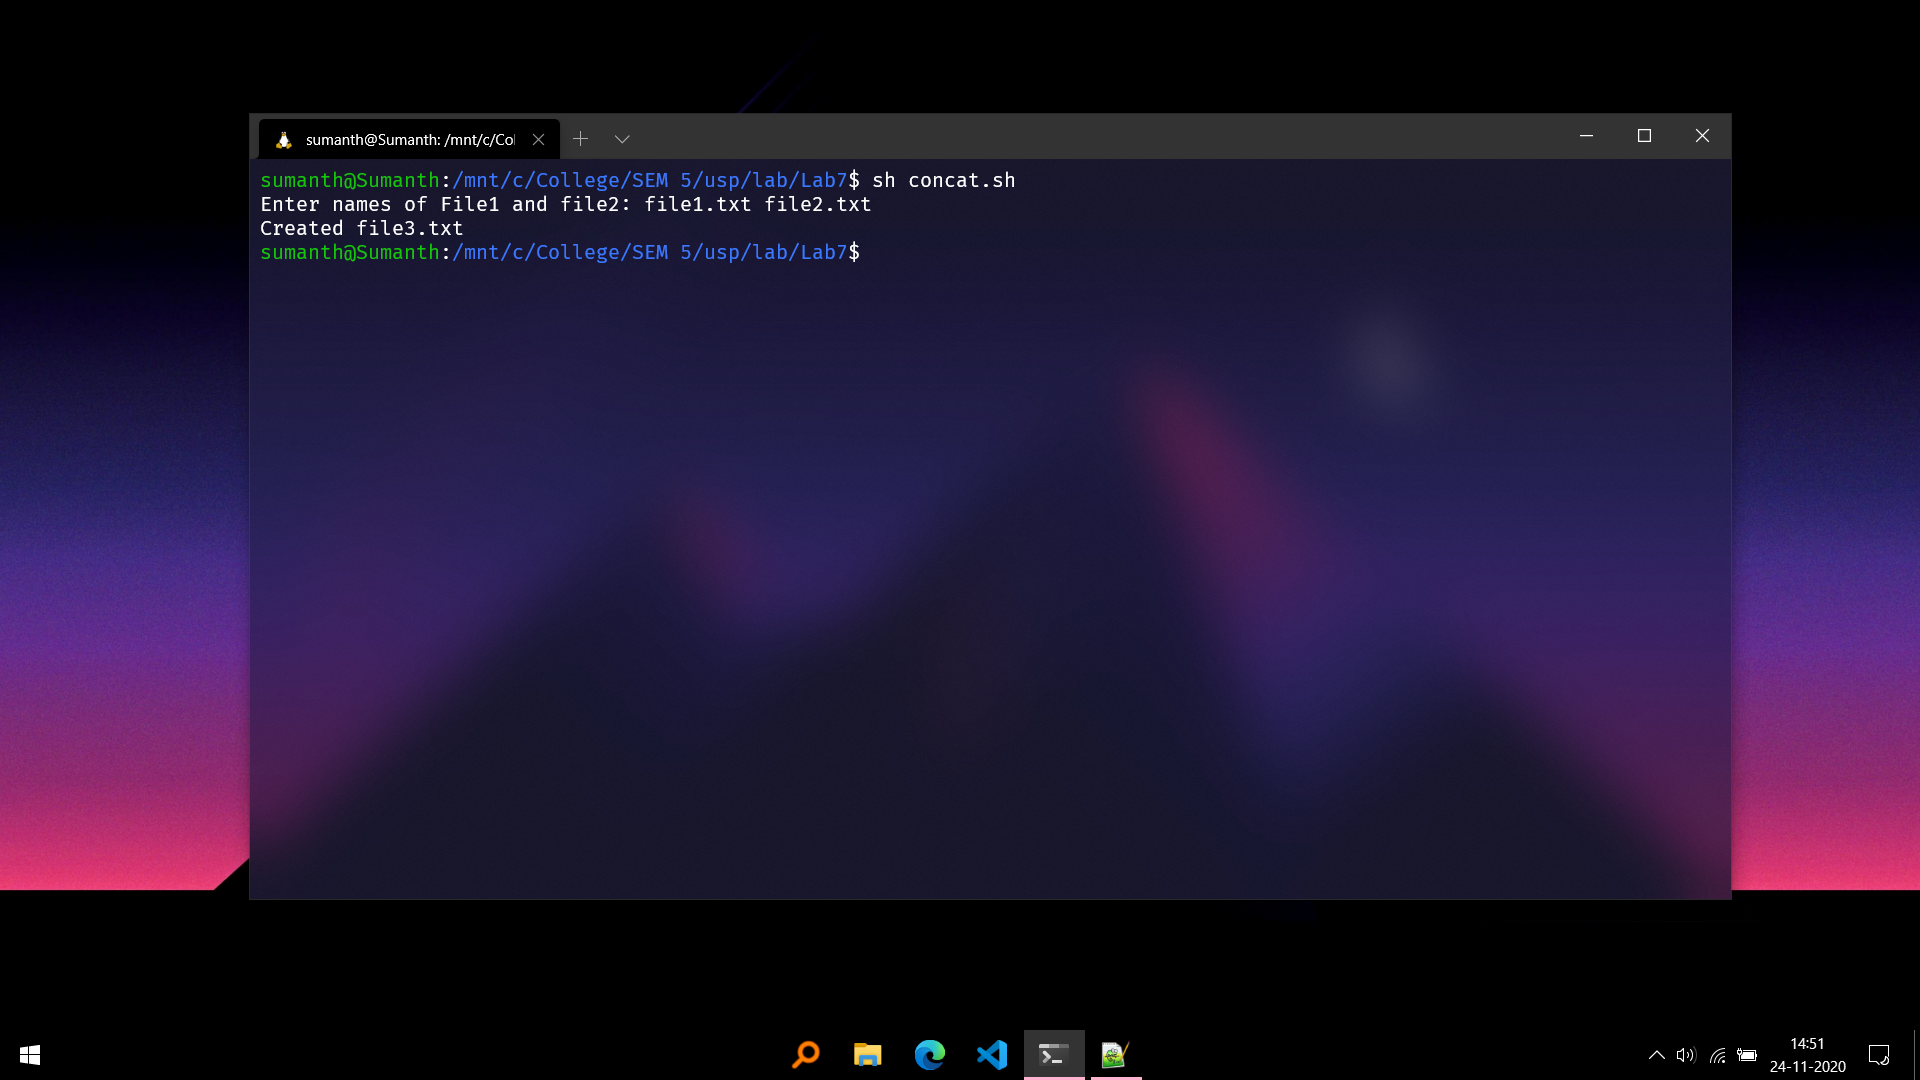 sumanth@Sumanth: /mnt/c/Col
sumanth@Sumanth:/mnt/c/College/SEM 5/usp/lab/Lab7$ sh concat.sh
Enter names of File1 and file2: file1.txt file2.txt
Created file3.txt
sumanth@Sumanth:/mnt/c/College/SEM 5/usp/lab/Lab7$
14:51
24-11-2020